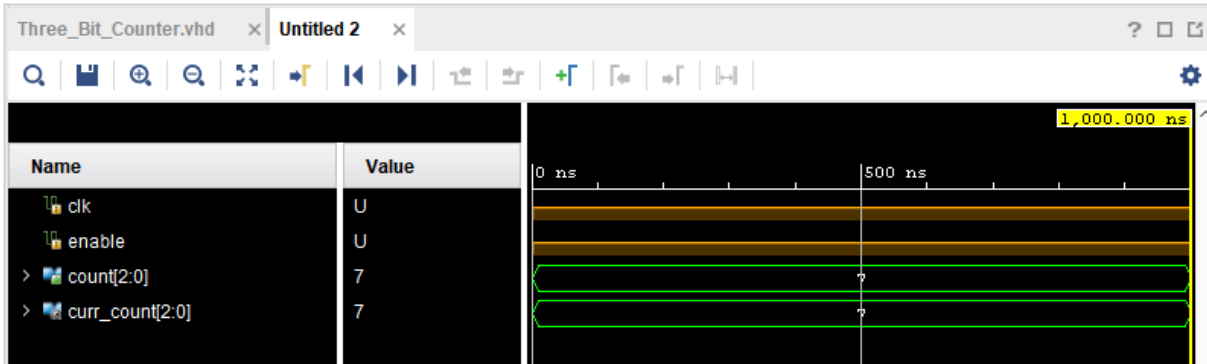 Three_Bit_Counter.vhd × Untitled 2 × ?
1,000.000 ns
Name Value 0 ns 500 ns
clk U
enable U
> count[2:0] 7 7
> curr_count[2:0] 7 7